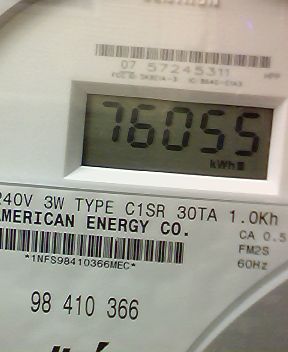 07 57245311
76055
kWh
240V 3W TYPE C1SR 30TA 1.0Kh
AMERICAN ENERGY CO.
CA 0.5
FM2S
*1NFS98410366MEC*
60Hz
98 410 366